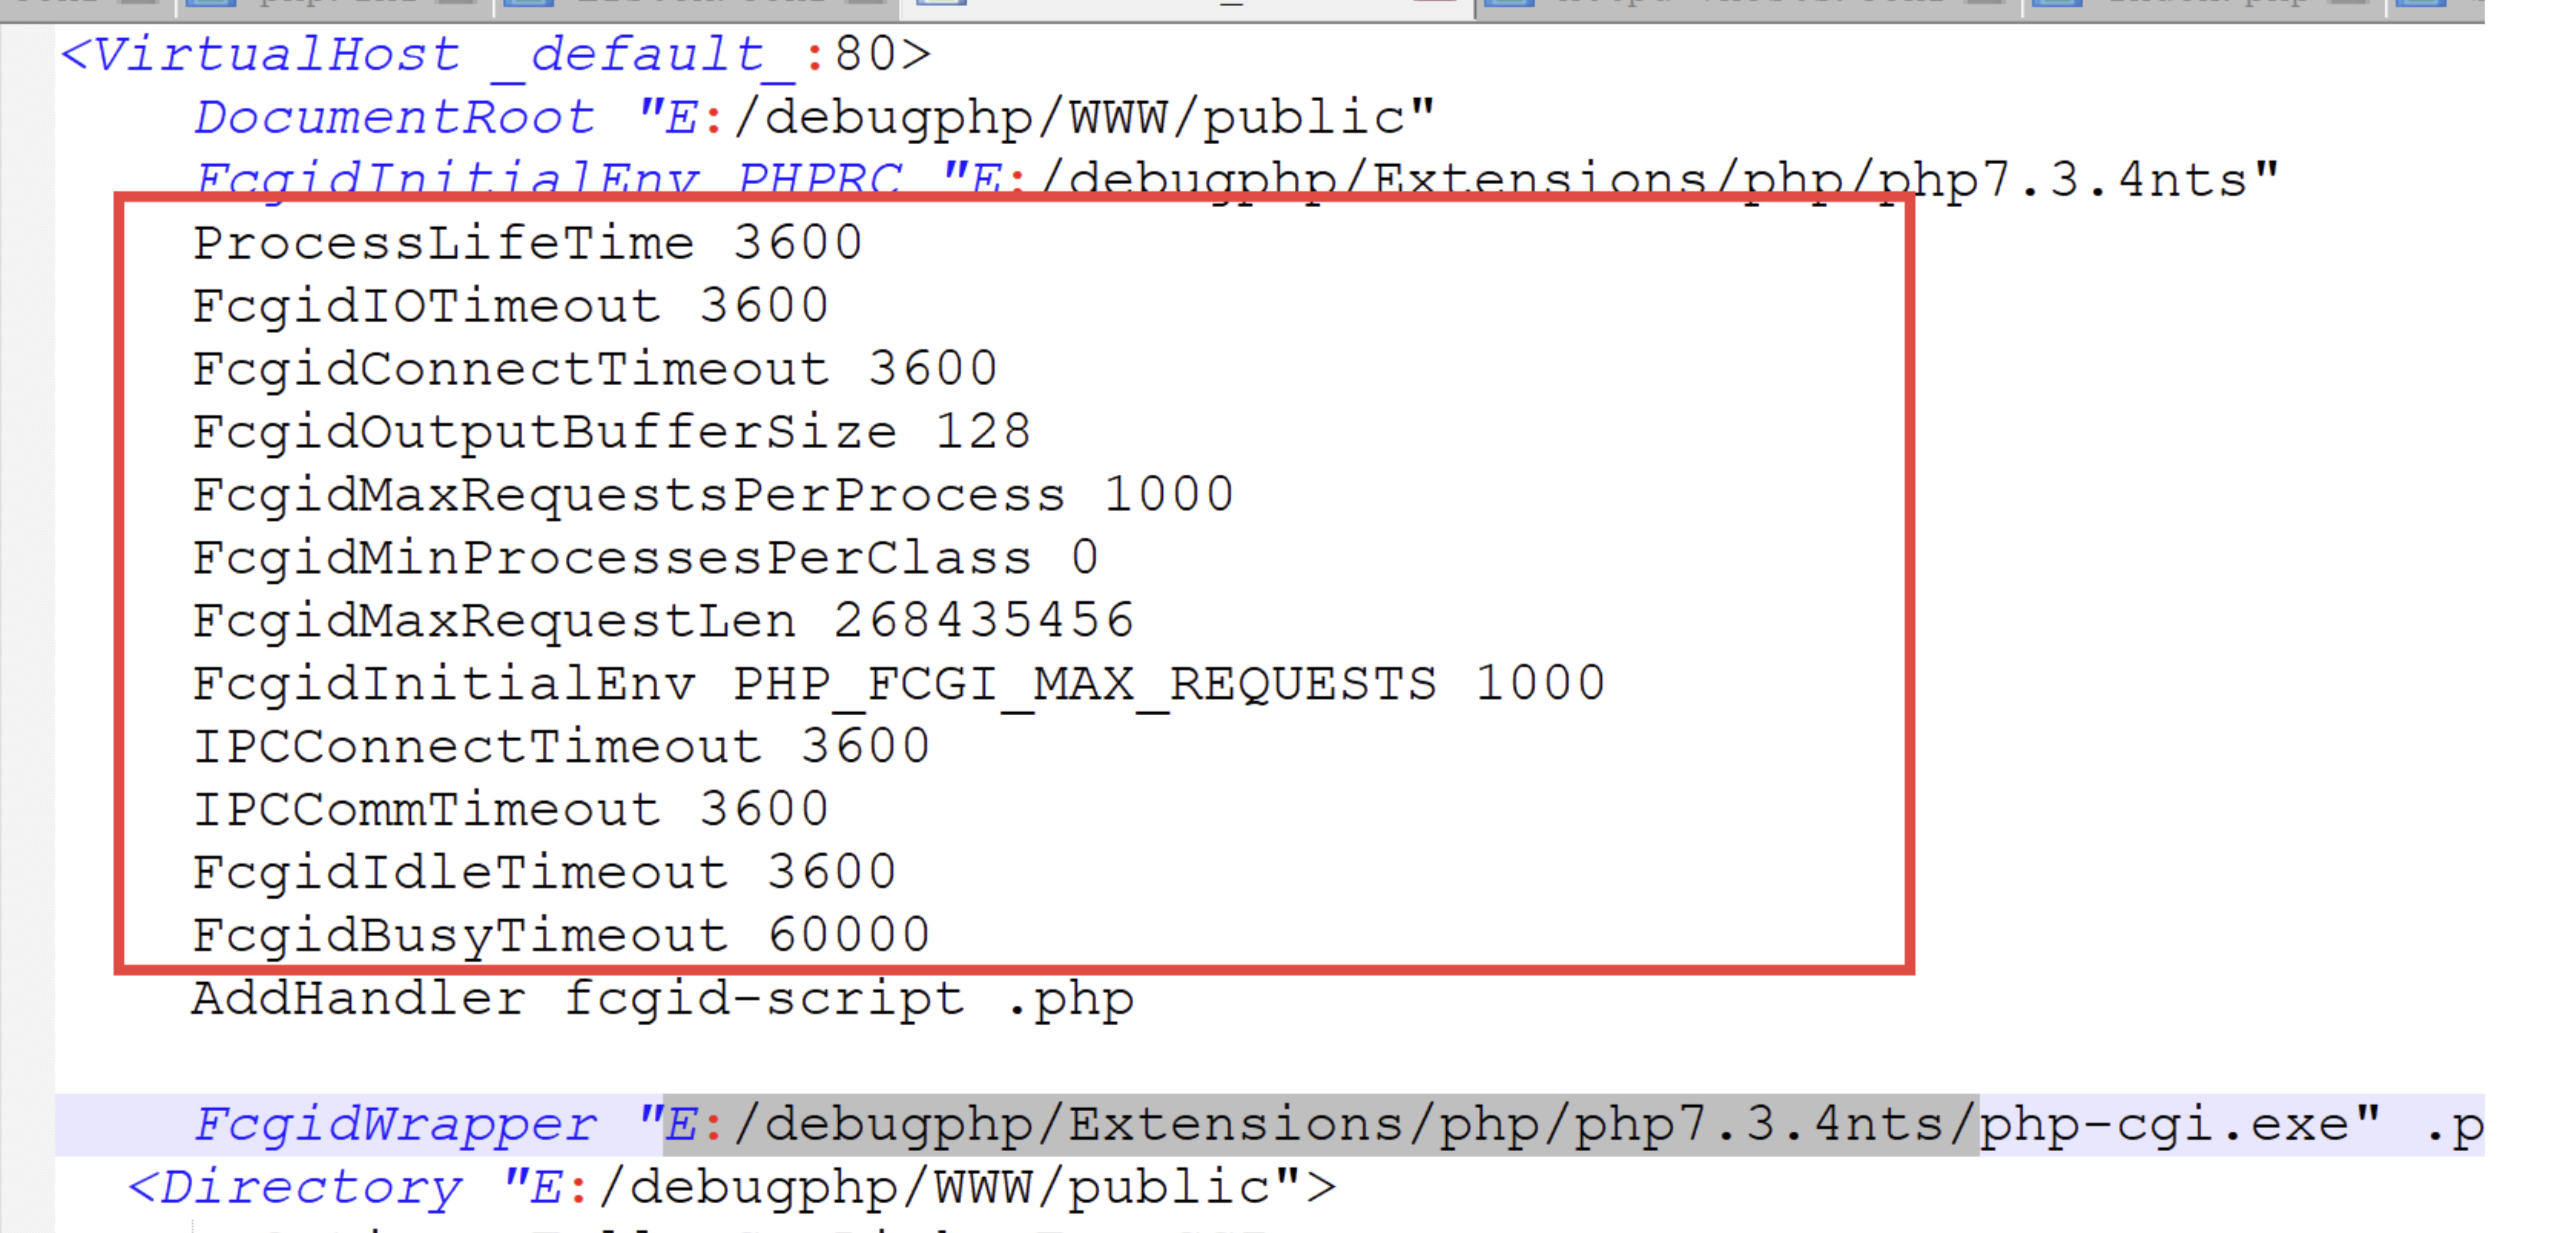 <VirtualHost _default_:80>
DocumentRoot "E:/debugphp/WWW/public"
FcgidInitialEnv PHPRC "E:/debugphp/Extensions/php/php7.3.4nts"
ProcessLifeTime 3600
FcgidIOTimeout 3600
FcgidConnectTimeout 3600
FcgidOutputBufferSize 128
FcgidMaxRequestsPerProcess 1000
FcgidMinProcessesPerClass 0
FcgidMaxRequestLen 268435456
FcgidInitialEnv PHP_FCGI_MAX_REQUESTS 1000
IPCConnectTimeout 3600
IPCCommTimeout 3600
FcgidIdleTimeout 3600
FcgidBusyTimeout 60000
AddHandler fcgid-script .php
FcgidWrapper "E:/debugphp/Extensions/php/php7.3.4nts/php-cgi.exe" .p
<Directory "E:/debugphp/WWW/public">